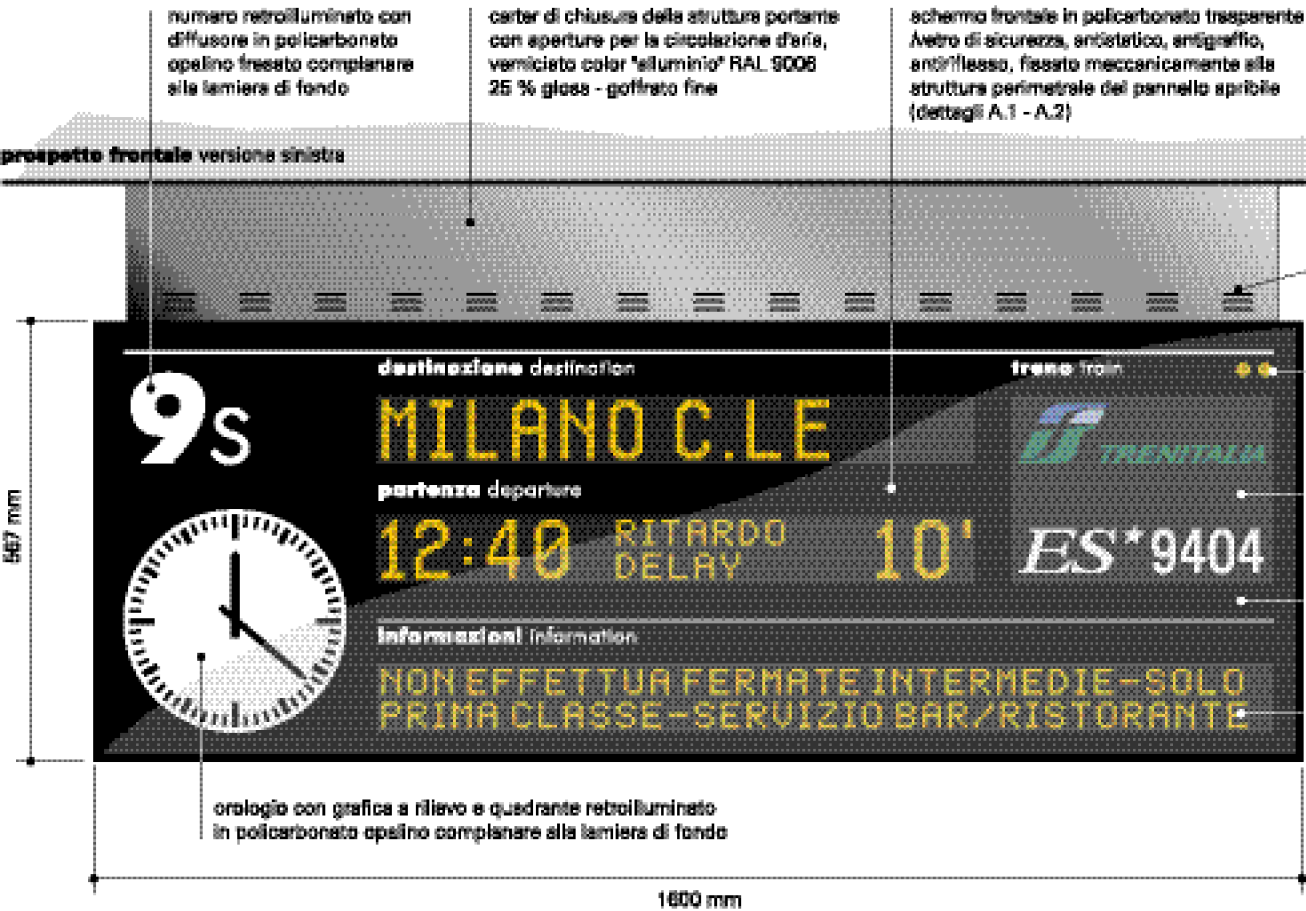 numero retroilluminato con
diffusore in policarbonato
opalino fresato complanare
alla lamiera di fondo
carter di chiusura della struttura portante
con aperture per la circolazione d'aria,
verniciato color "alluminio" RAL 9006
25 % gloss - goffrato fine
schermo frontale in policarbonato trasparente
/vetro di sicurezza, antistatico, antigraffio,
antiriflesso, fissato meccanicamente alla
struttura perimetrale del pannello apribile
(dettagli A.1 - A.2)
prospetto frontale versione sinistra
destinazione destination
treno train
9s
MILANO C.LE
TRENITALIA
partenza departure
12:40 RITARDO 10'
DELAY
ES*9404
informazioni information
NON EFFETTUA FERMATE INTERMEDIE-SOLO
PRIMA CLASSE-SERVIZIO BAR/RISTORANTE
567 mm
orologio con grafica a rilievo e quadrante retroilluminato
in policarbonato opalino complanare alla lamiera di fondo
1600 mm